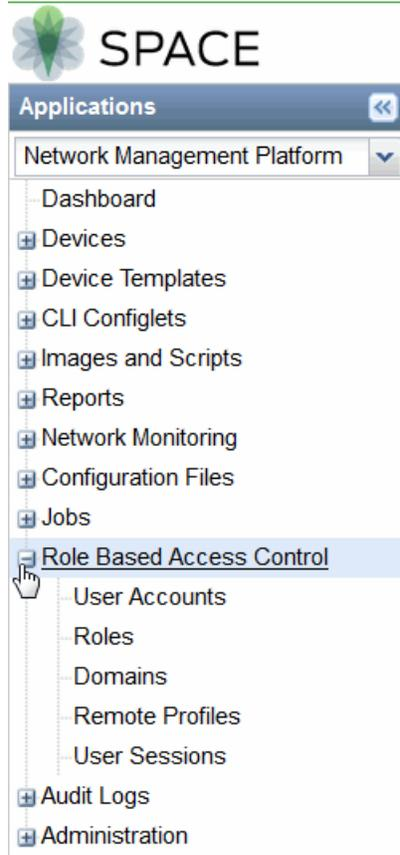 SPACE
Applications
Network Management Platform
Dashboard
Devices
Device Templates
CLI Configlets
Images and Scripts
Reports
Network Monitoring
Configuration Files
Jobs
Role Based Access Control
User Accounts
Roles
Domains
Remote Profiles
User Sessions
Audit Logs
Administration